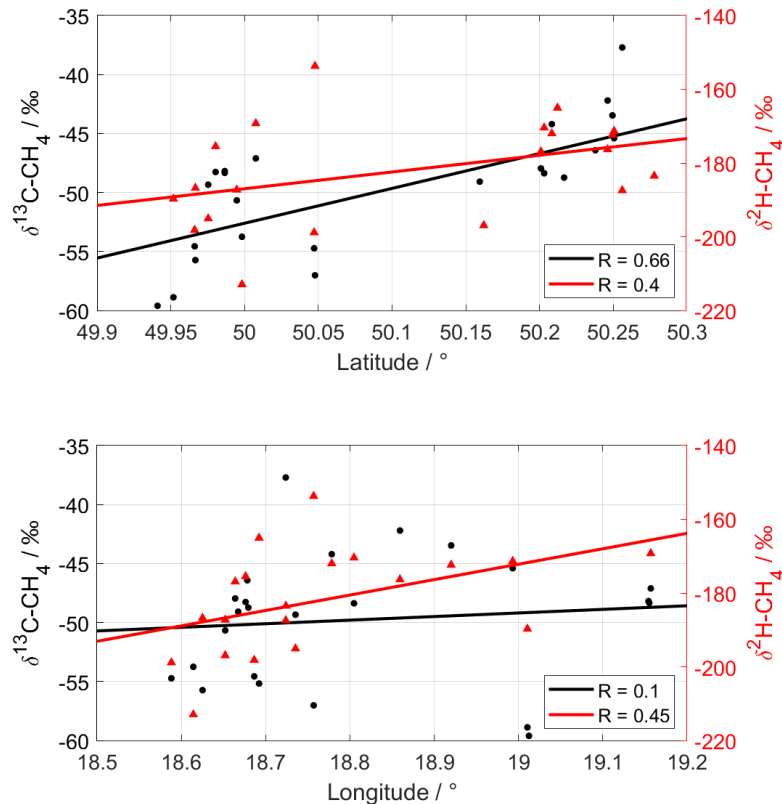 -35
-40
-45
-50
-55
-60
δ¹³C-CH₄ / ‰
-140
-160
-180
-200
-220
δ²H-CH₄ / ‰
R = 0.66
R = 0.4
49.9 49.95 50 50.05 50.1 50.15 50.2 50.25 50.3
Latitude / °
-35
-40
-45
-50
-55
-60
δ¹³C-CH₄ / ‰
-140
-160
-180
-200
-220
δ²H-CH₄ / ‰
R = 0.1
R = 0.45
18.5 18.6 18.7 18.8 18.9 19 19.1 19.2
Longitude / °